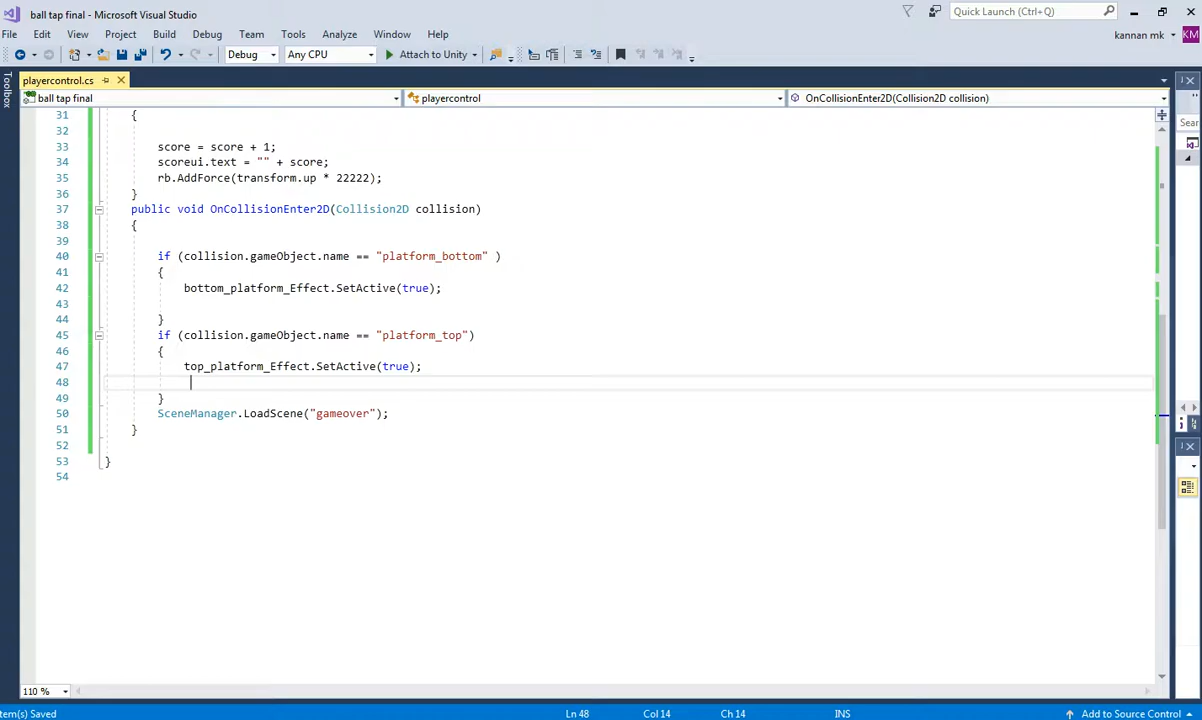 ball tap final - Microsoft Visual Studio
Quick Launch (Ctrl+Q)
File Edit View Project Build Debug Team Tools Analyze Window Help
kannan mk KM
Debug Any CPU Attach to Unity
Toolbox
playercontrol.cs
ball tap final playercontrol OnCollisionEnter2D(Collision2D collision)
31 {
32
33 score = score + 1;
34 scoreui.text = "" + score;
35 rb.AddForce(transform.up * 22222);
36 }
37 public void OnCollisionEnter2D(Collision2D collision)
38 {
39
40 if (collision.gameObject.name == "platform_bottom" )
41 {
42 bottom_platform_Effect.SetActive(true);
43
44 }
45 if (collision.gameObject.name == "platform_top")
46 {
47 top_platform_Effect.SetActive(true);
48
49 }
50 SceneManager.LoadScene("gameover");
51 }
52
53 }
54
Sear
110 %
tem(s) Saved Ln 48 Col 14 Ch 14 INS Add to Source Control